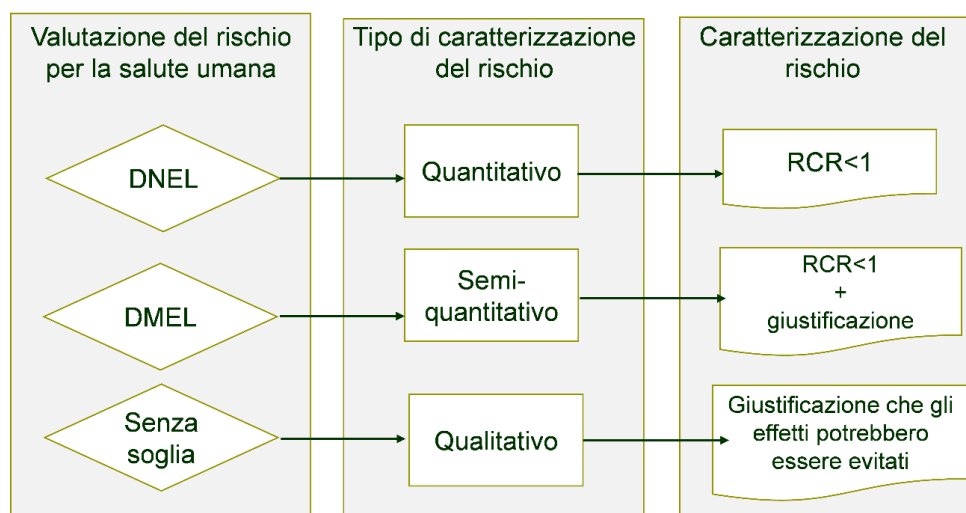 Valutazione del rischio
per la salute umana
Tipo di caratterizzazione
del rischio
Caratterizzazione del
rischio
DNEL
Quantitativo
RCR<1
DMEL
Semi-
quantitativo
RCR<1
+
giustificazione
Senza
soglia
Qualitativo
Giustificazione che gli
effetti potrebbero
essere evitati